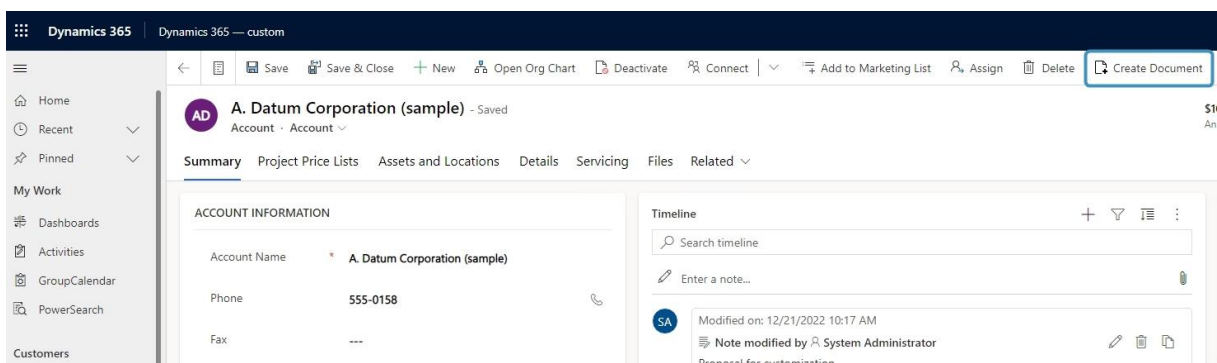 Dynamics 365 Dynamics 365 — custom
Save Save & Close New Open Org Chart Deactivate Connect Add to Marketing List Assign Delete Create Document
Home
Recent
Pinned
My Work
Dashboards
Activities
GroupCalendar
PowerSearch
Customers
AD
A. Datum Corporation (sample) - Saved
Account · Account
Summary Project Price Lists Assets and Locations Details Servicing Files Related
ACCOUNT INFORMATION
Account Name * A. Datum Corporation (sample)
Phone 555-0158
Fax ---
Timeline
Search timeline
Enter a note...
SA
Modified on: 12/21/2022 10:17 AM
Note modified by System Administrator
Proposal for customization